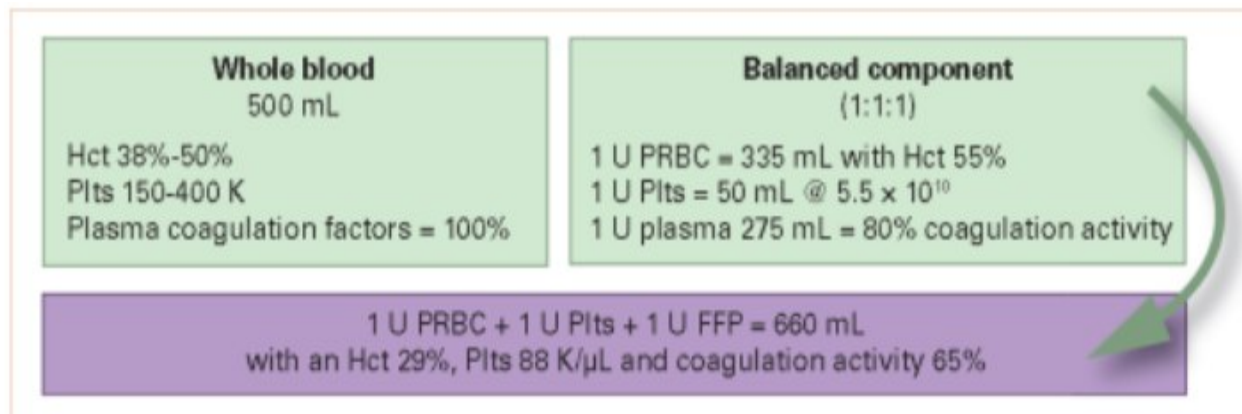 Whole blood
500 mL
Hct 38%-50%
Plts 150-400 K
Plasma coagulation factors = 100%
Balanced component
(1:1:1)
1 U PRBC = 335 mL with Hct 55%
1 U Plts = 50 mL @ 5.5 × 10¹⁰
1 U plasma 275 mL = 80% coagulation activity
1 U PRBC + 1 U Plts + 1 U FFP = 660 mL
with an Hct 29%, Plts 88 K/µL and coagulation activity 65%